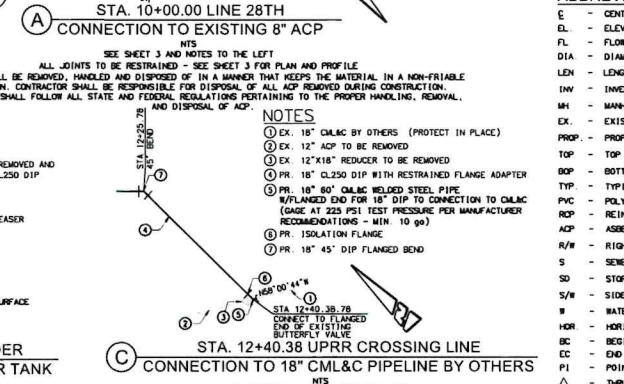 A STA. 10+00.00 LINE 28TH
CONNECTION TO EXISTING 8" ACP
NTS
SEE SHEET 3 AND NOTES TO THE LEFT
ALL JOINTS TO BE RESTRAINED - SEE SHEET 3 FOR PLAN AND PROFILE
LL BE REMOVED, HANDLED AND DISPOSED OF IN A MANNER THAT KEEPS THE MATERIAL IN A NON-FRIABLE
N. CONTRACTOR SHALL BE RESPONSIBLE FOR DISPOSAL OF ALL ACP REMOVED DURING CONSTRUCTION.
SHALL FOLLOW ALL STATE AND FEDERAL REGULATIONS PERTAINING TO THE PROPER HANDLING, REMOVAL,
AND DISPOSAL OF ACP.
NOTES
1 EX. 18" CML&C BY OTHERS (PROTECT IN PLACE)
2 EX. 12" ACP TO BE REMOVED
3 EX. 12"X18" REDUCER TO BE REMOVED
4 PR. 18" CL250 DIP WITH RESTRAINED FLANGE ADAPTER
5 PR. 18" 60' CML&C WELDED STEEL PIPE
W/FLANGED END FOR 18" DIP TO CONNECTION TO CML&C
(GAGE AT 225 PSI TEST PRESSURE PER MANUFACTURER
RECOMMENDATIONS - MIN. 10 ga)
6 PR. ISOLATION FLANGE
7 PR. 18" 45° DIP FLANGED BEND
STA 12+25.78
45° BEND
7
4
6
N58°00'44"W
1
2
3
5
STA 12+40.38.78
CONNECT TO FLANGED
END OF EXISTING
BUTTERFLY VALVE
C STA. 12+40.38 UPRR CROSSING LINE
CONNECTION TO 18" CML&C PIPELINE BY OTHERS
NTS
REMOVED AND
L250 DIP
EASER
URFACE
DER
R TANK
℄ - CENT
EL. - ELEV
FL - FLOW
DIA. - DIAM
LEN - LENG
INV - INVE
MH - MANH
EX. - EXIS
PROP. - PROP
TOP - TOP
BOP - BOTT
TYP. - TYPI
PVC - POLY
RCP - REIN
ACP - ASBE
R/W - RIGH
S - SEWE
SD - STOR
S/W - SIDE
W - WATE
HOR. - HORI
BC - BEGI
EC - END
PI - POIN